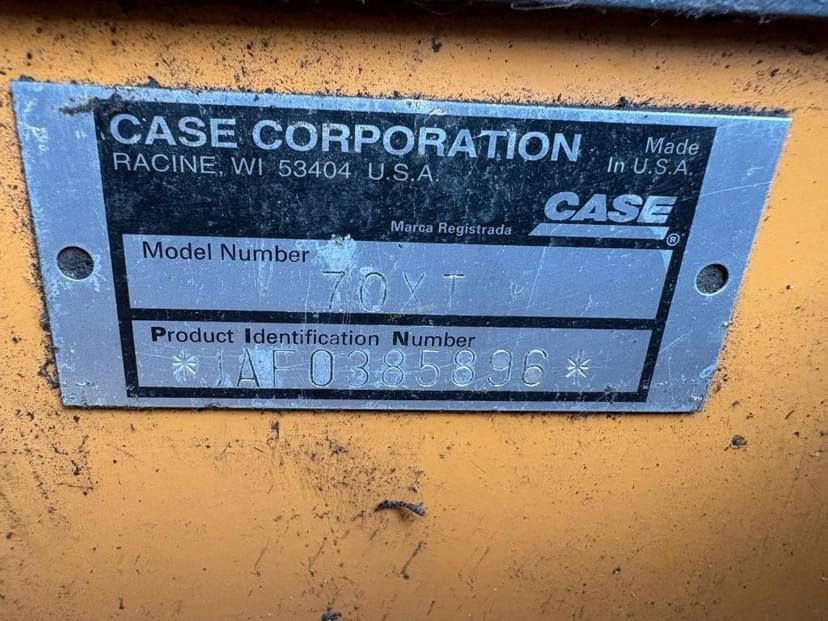 CASE CORPORATION
Made
In U.S.A.
RACINE, WI 53404 U.S.A.
CASE
®
Marca Registrada
Model Number
70XT
Product Identification Number
*JAF0385896*